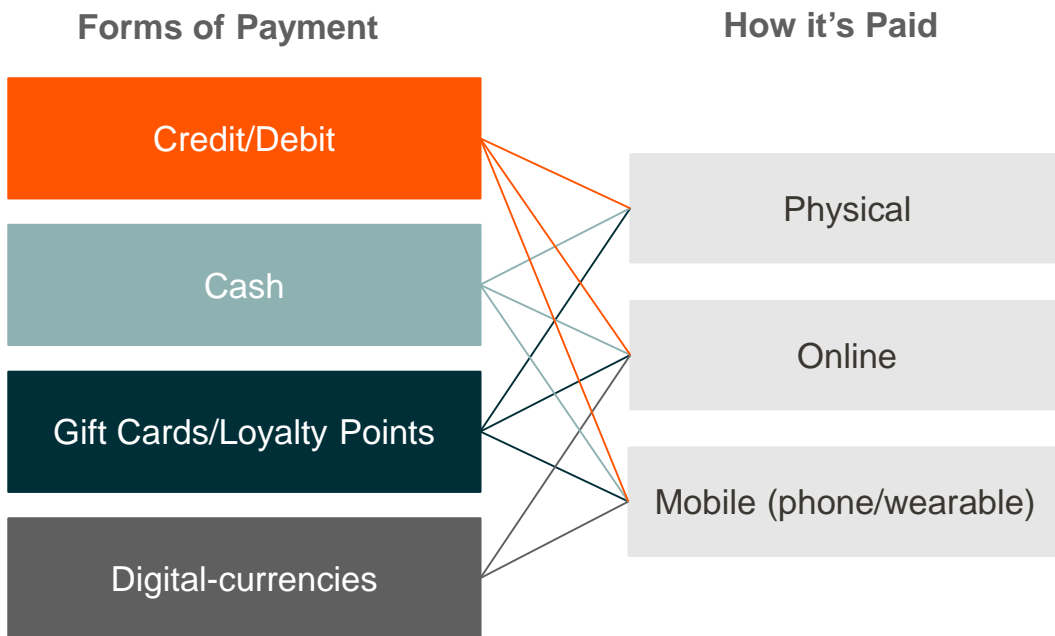 Forms of Payment
How it’s Paid
Credit/Debit
Cash
Gift Cards/Loyalty Points
Digital-currencies
Physical
Online
Mobile (phone/wearable)